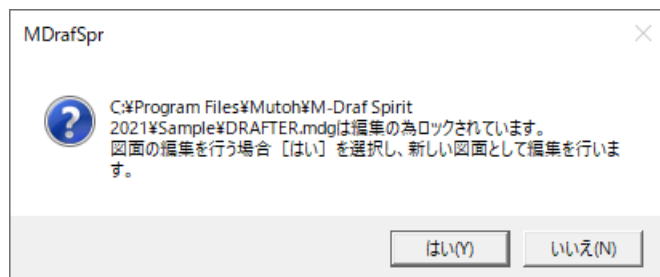 MDrafSpr
C:¥Program Files¥Mutoh¥M-Draf Spirit
2021¥Sample¥DRAFTER.mdgは編集の為ロックされています。
図面の編集を行う場合［はい］を選択し、新しい図面として編集を行いま
す。
はい(Y)
いいえ(N)